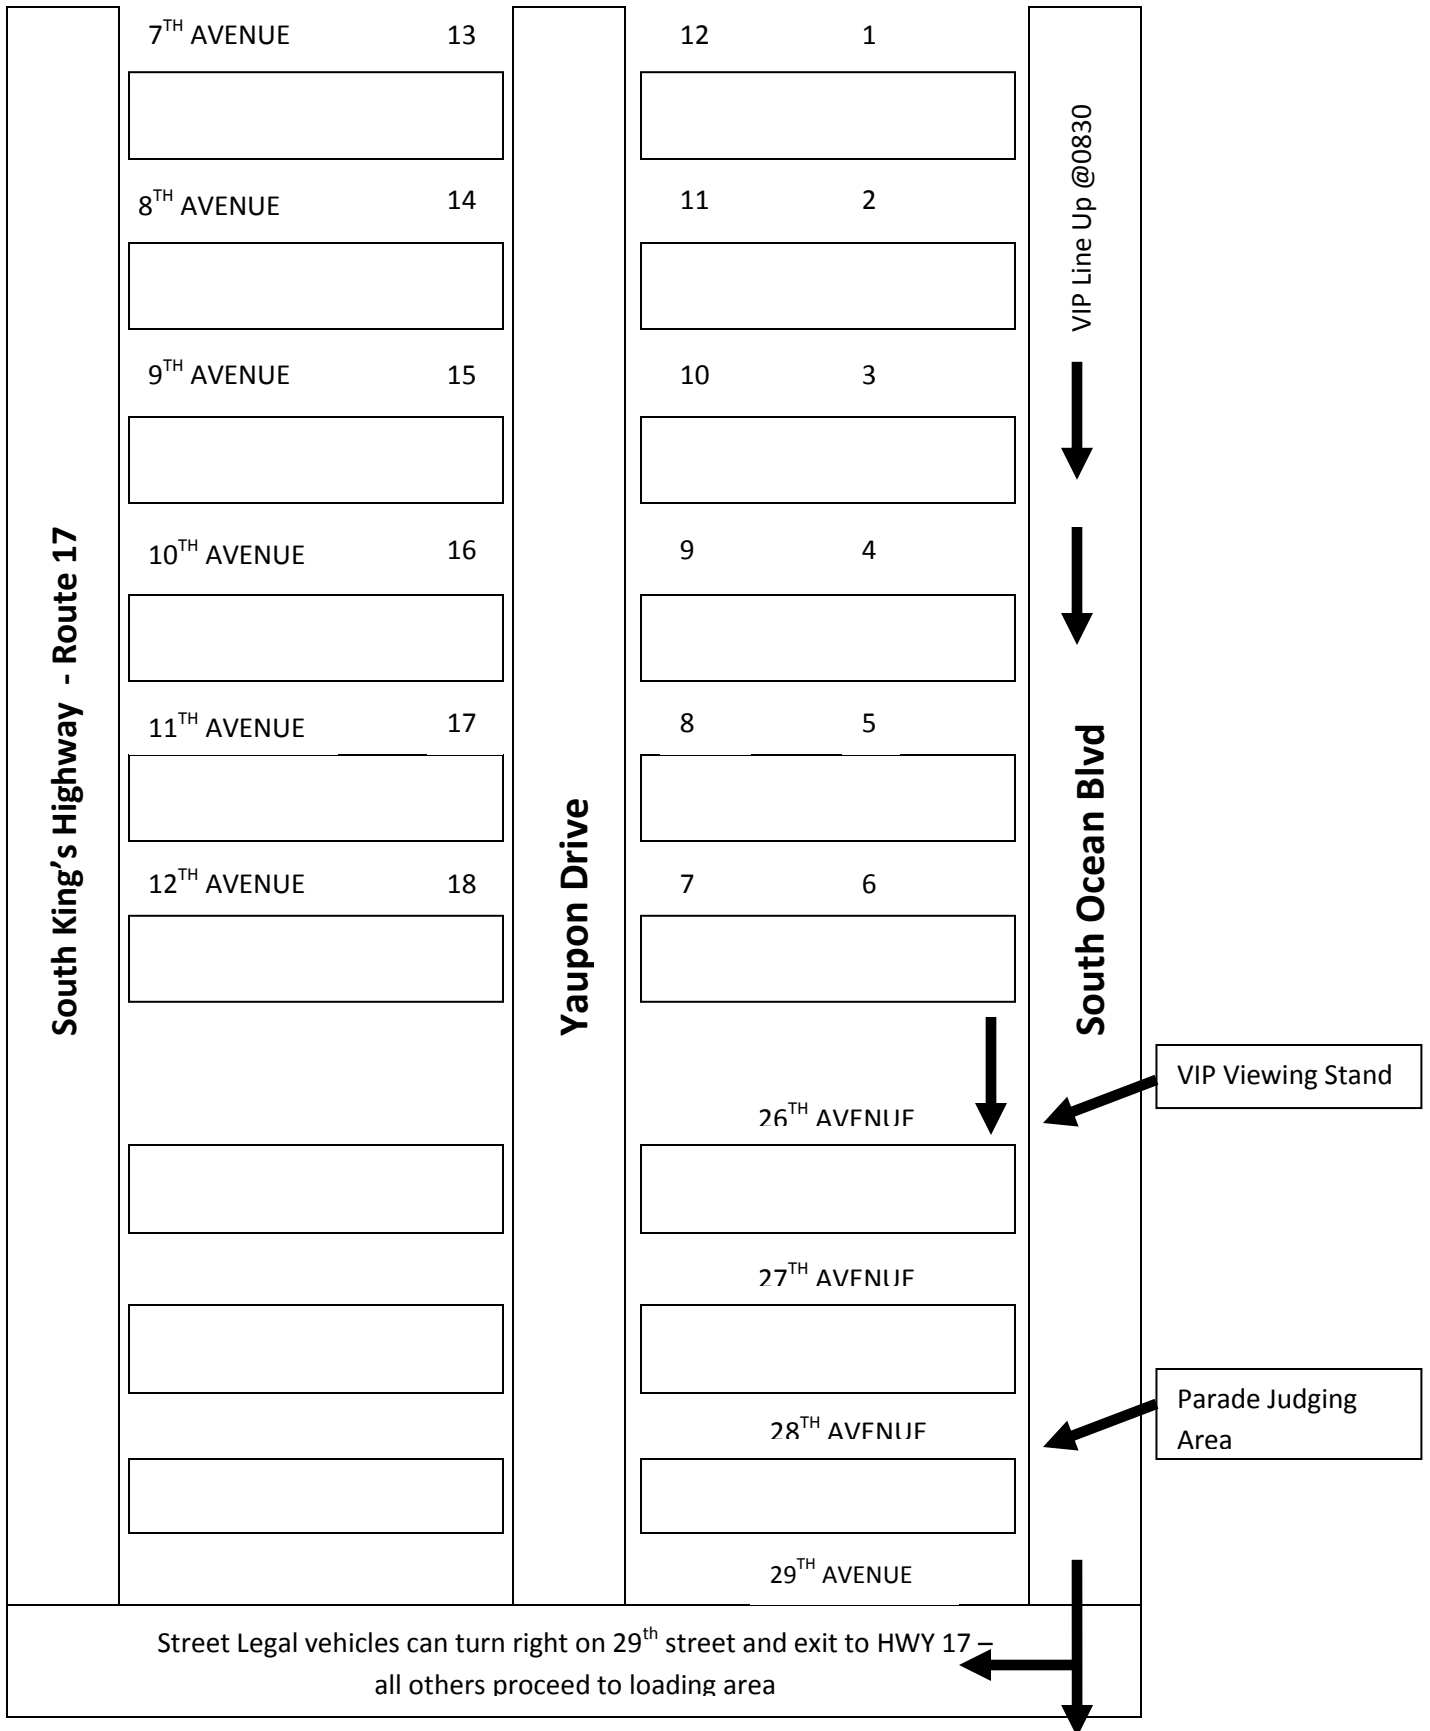 7TH AVENUE 13 12 1
8TH AVENUE 14 11 2
9TH AVENUE 15 10 3
10TH AVENUE 16 9 4
11TH AVENUE 17 8 5
12TH AVENUE 18 7 6
South King's Highway - Route 17
Yaupon Drive
VIP Line Up @0830
South Ocean Blvd
VIP Viewing Stand
26TH AVENUE
27TH AVENUE
Parade Judging
Area
28TH AVENUE
29TH AVENUE
Street Legal vehicles can turn right on 29th street and exit to HWY 17 –
all others proceed to loading area